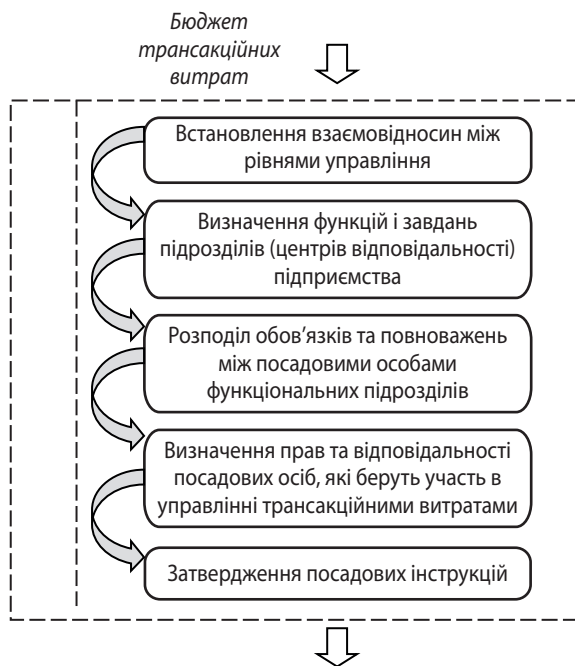 Бюджет
трансакційних
витрат
Встановлення взаємовідносин між
рівнями управління
Визначення функцій і завдань
підрозділів (центрів відповідальності)
підприємства
Розподіл обов’язків та повноважень
між посадовими особами
функціональних підрозділів
Визначення прав та відповідальності
посадових осіб, які беруть участь в
управлінні трансакційними витратами
Затвердження посадових інструкцій